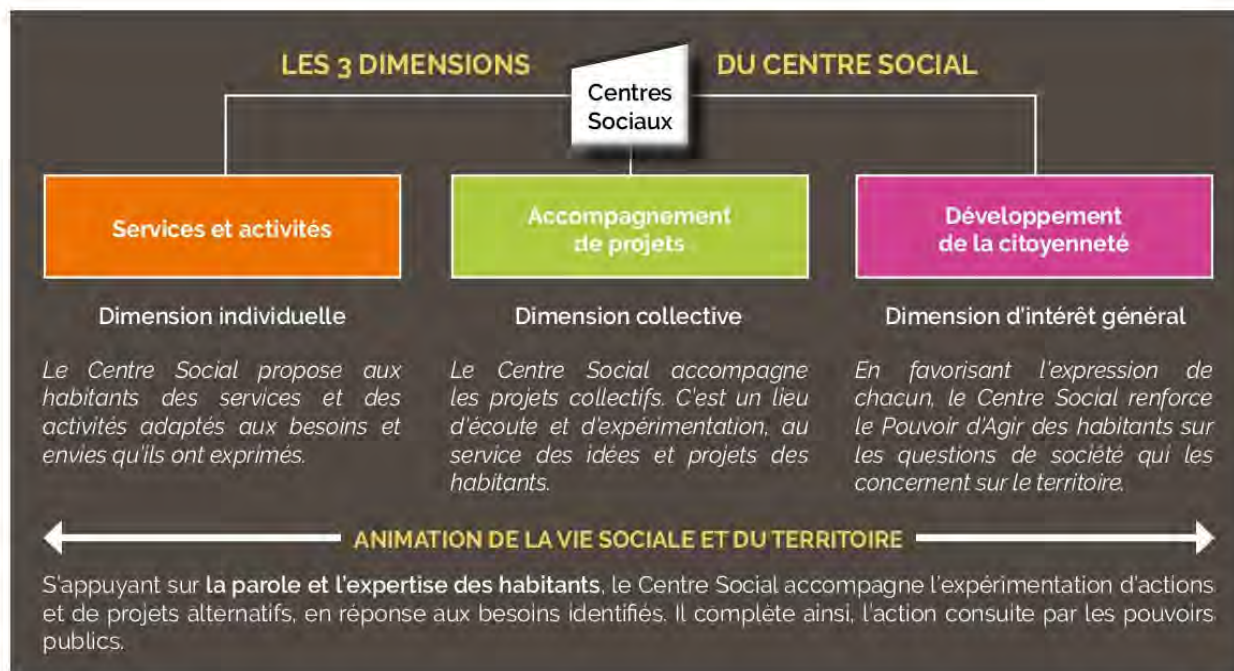 LES 3 DIMENSIONS
DU CENTRE SOCIAL
Centres
Sociaux
Services et activités
Dimension individuelle
Le Centre Social propose aux
habitants des services et des
activités adaptés aux besoins et
envies qu'ils ont exprimés.
Accompagnement
de projets
Dimension collective
Le Centre Social accompagne
les projets collectifs. C'est un lieu
d'écoute et d'expérimentation, au
service des idées et projets des
habitants.
Développement
de la citoyenneté
Dimension d'intérêt général
En favorisant l'expression de
chacun, le Centre Social renforce
le Pouvoir d'Agir des habitants sur
les questions de société qui les
concernent sur le territoire.
ANIMATION DE LA VIE SOCIALE ET DU TERRITOIRE
S'appuyant sur la parole et l'expertise des habitants, le Centre Social accompagne l'expérimentation d'actions
et de projets alternatifs, en réponse aux besoins identifiés. Il complète ainsi, l'action consuite par les pouvoirs
publics.